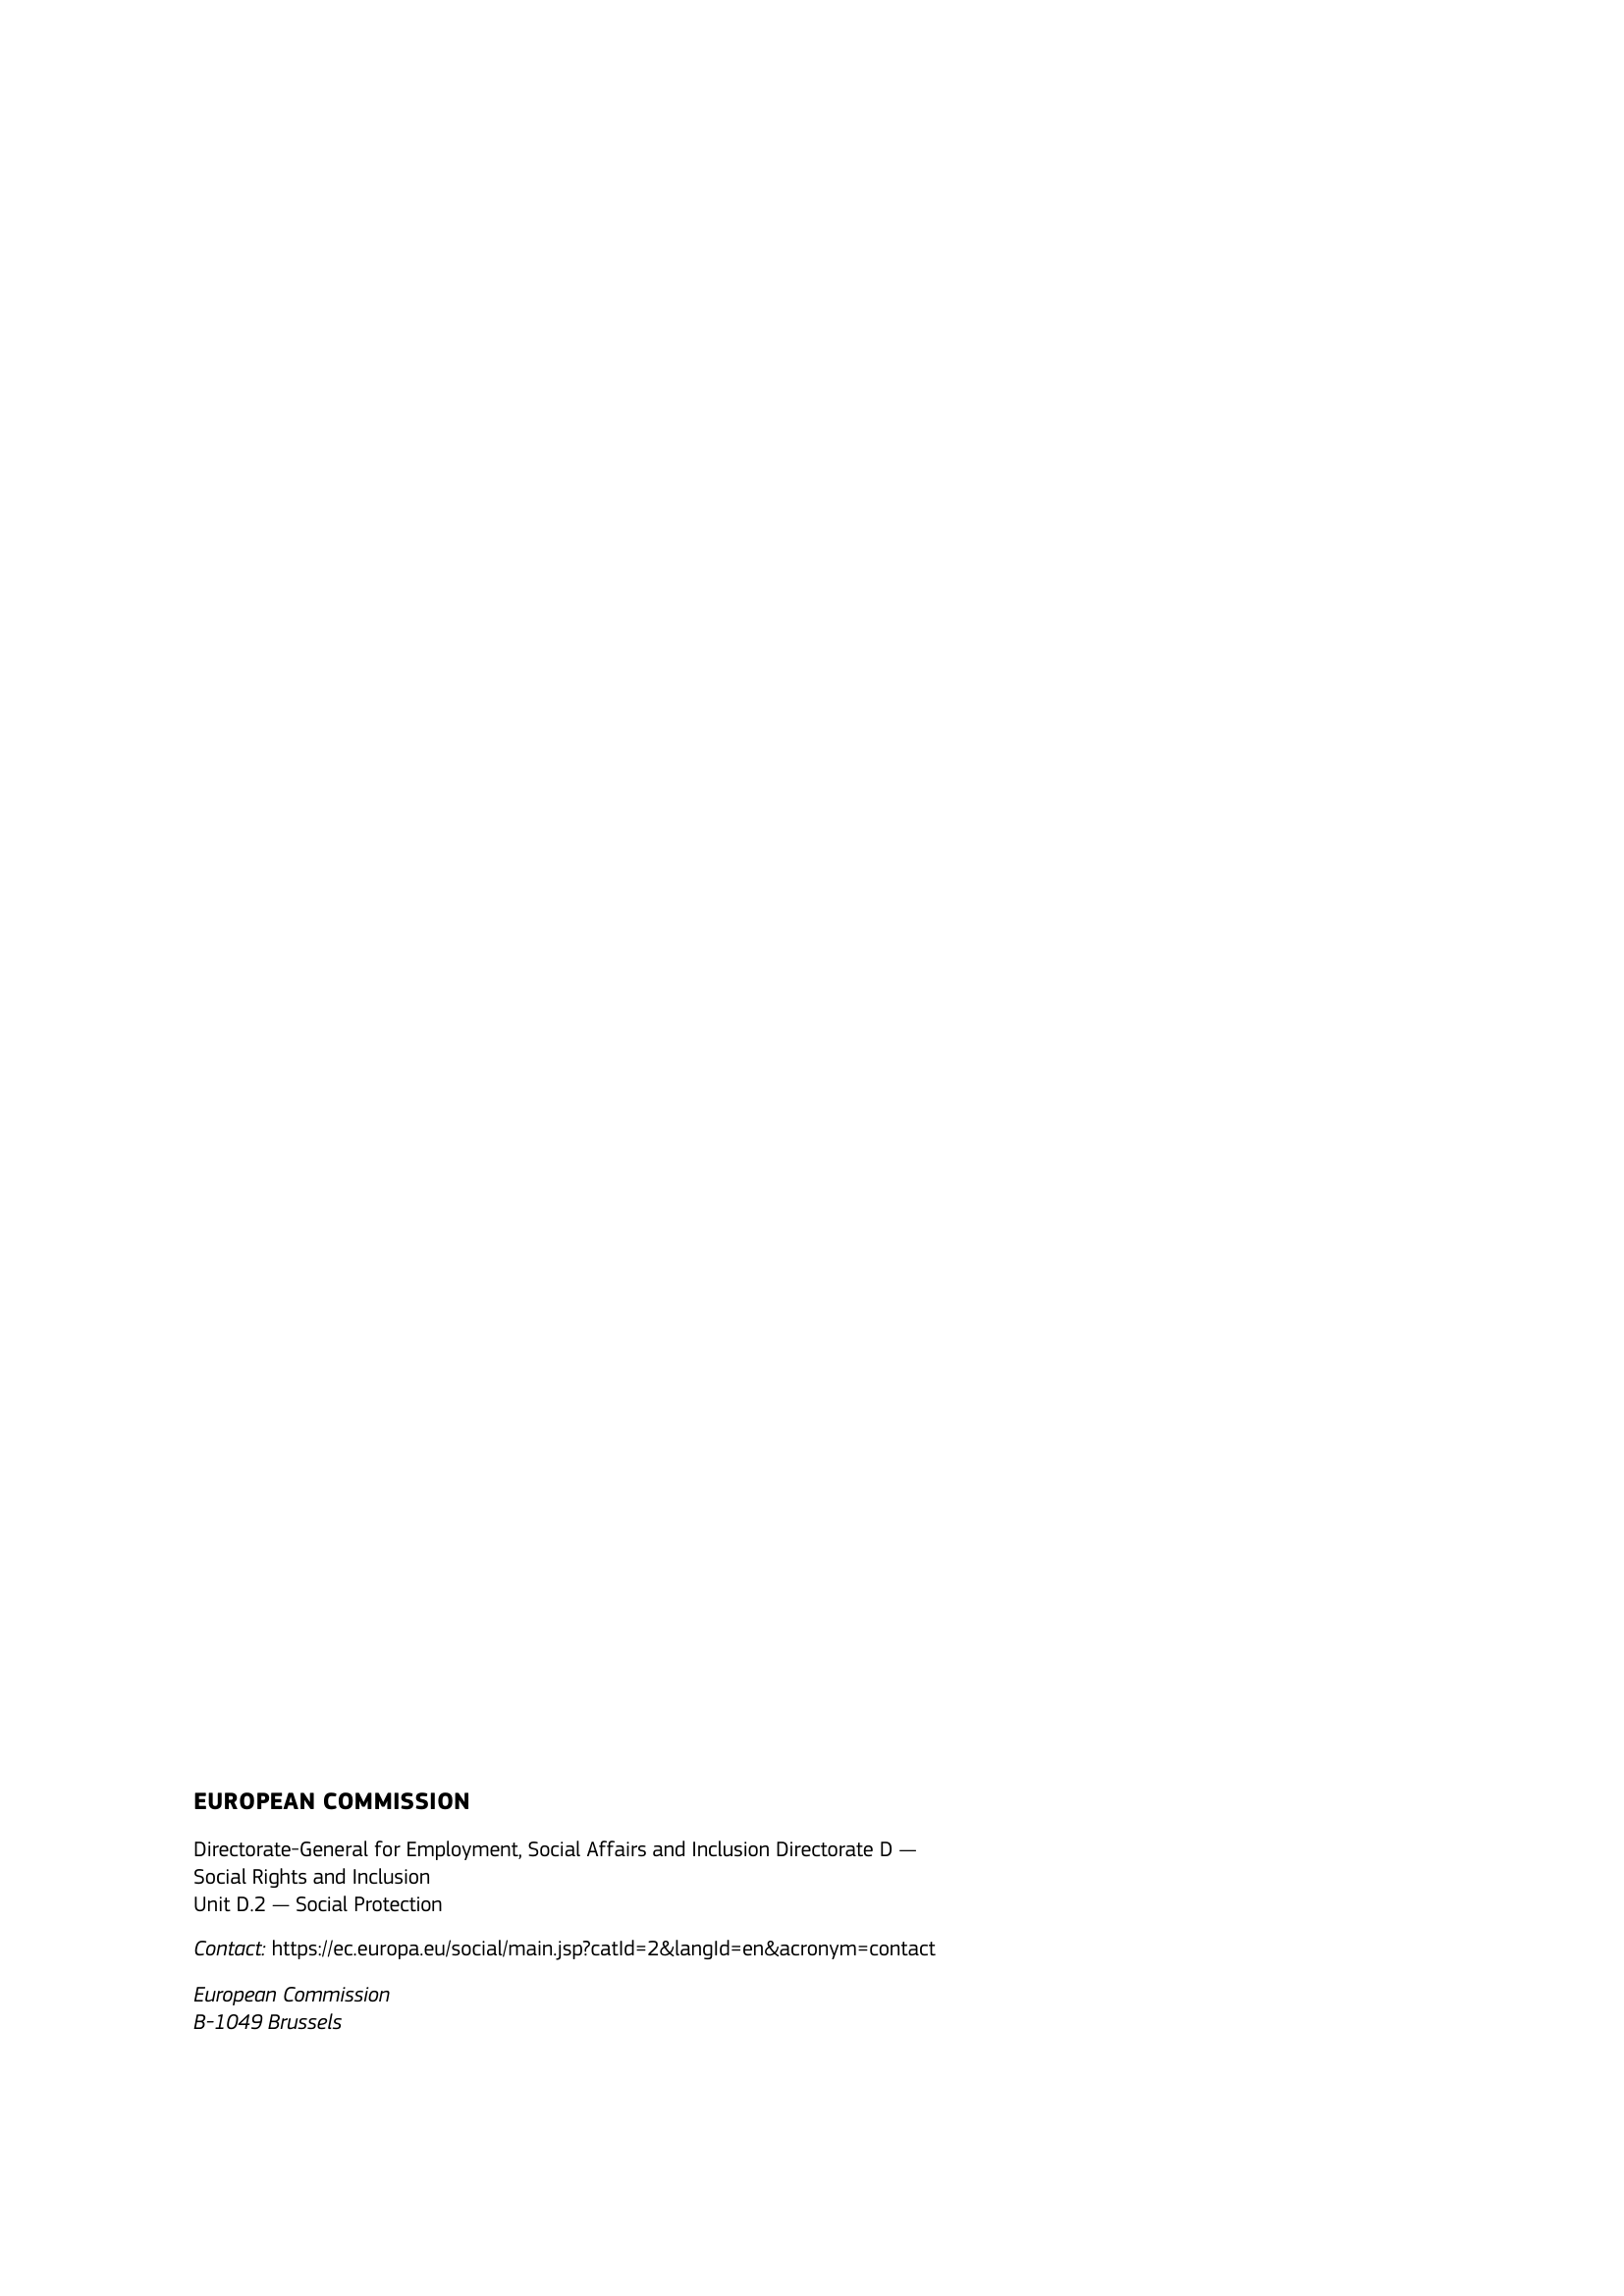 EUROPEAN COMMISSION
Directorate-General for Employment, Social Affairs and Inclusion Directorate D —
Social Rights and Inclusion
Unit D.2 — Social Protection
Contact: https://ec.europa.eu/social/main.jsp?catId=2&langId=en&acronym=contact
European Commission
B-1049 Brussels